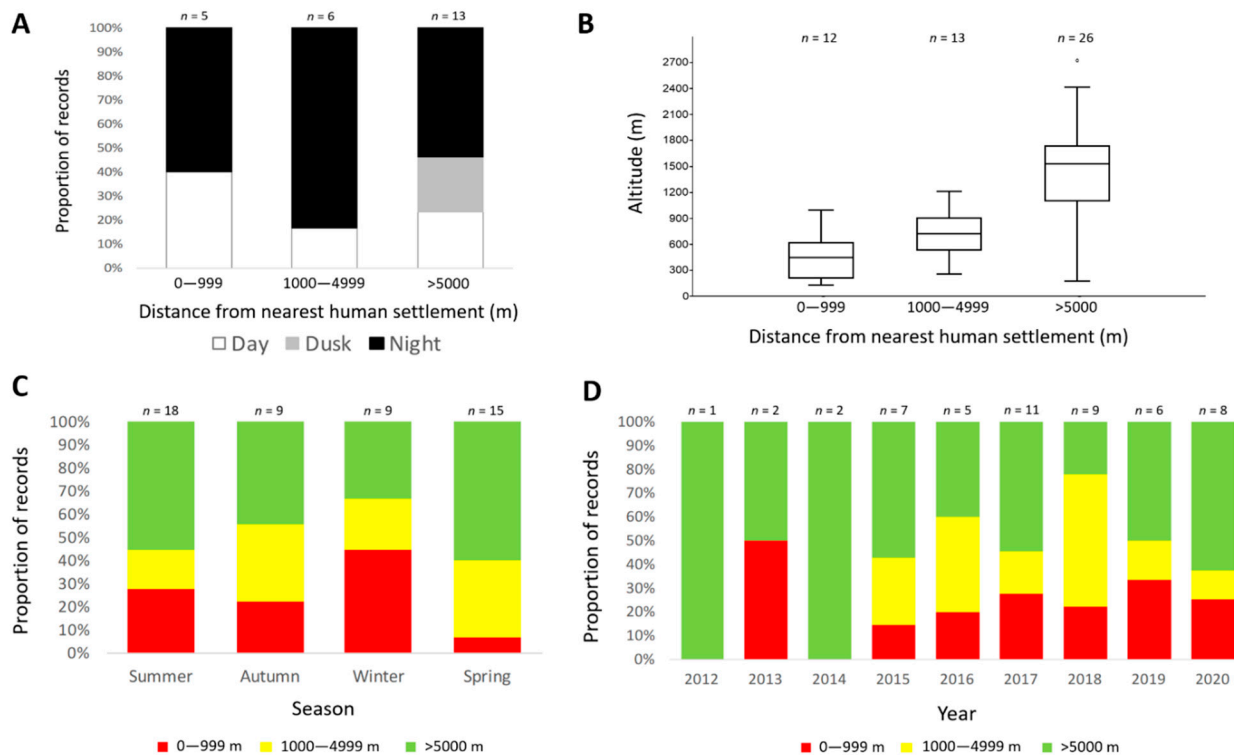 A
n = 5 n = 6 n = 13
Proportion of records
100%
90%
80%
70%
60%
50%
40%
30%
20%
10%
0%
0—999 1000—4999 >5000
Distance from nearest human settlement (m)
Day Dusk Night
B
n = 12 n = 13 n = 26
Altitude (m)
2700
2400
2100
1800
1500
1200
900
600
300
0
0—999 1000—4999 >5000
Distance from nearest human settlement (m)
C
n = 18 n = 9 n = 9 n = 15
Proportion of records
100%
90%
80%
70%
60%
50%
40%
30%
20%
10%
0%
Summer Autumn Winter Spring
Season
0—999 m 1000—4999 m >5000 m
D
n = 1 n = 2 n = 2 n = 7 n = 5 n = 11 n = 9 n = 6 n = 8
Proportion of records
100%
90%
80%
70%
60%
50%
40%
30%
20%
10%
0%
2012 2013 2014 2015 2016 2017 2018 2019 2020
Year
0—999 m 1000—4999 m >5000 m